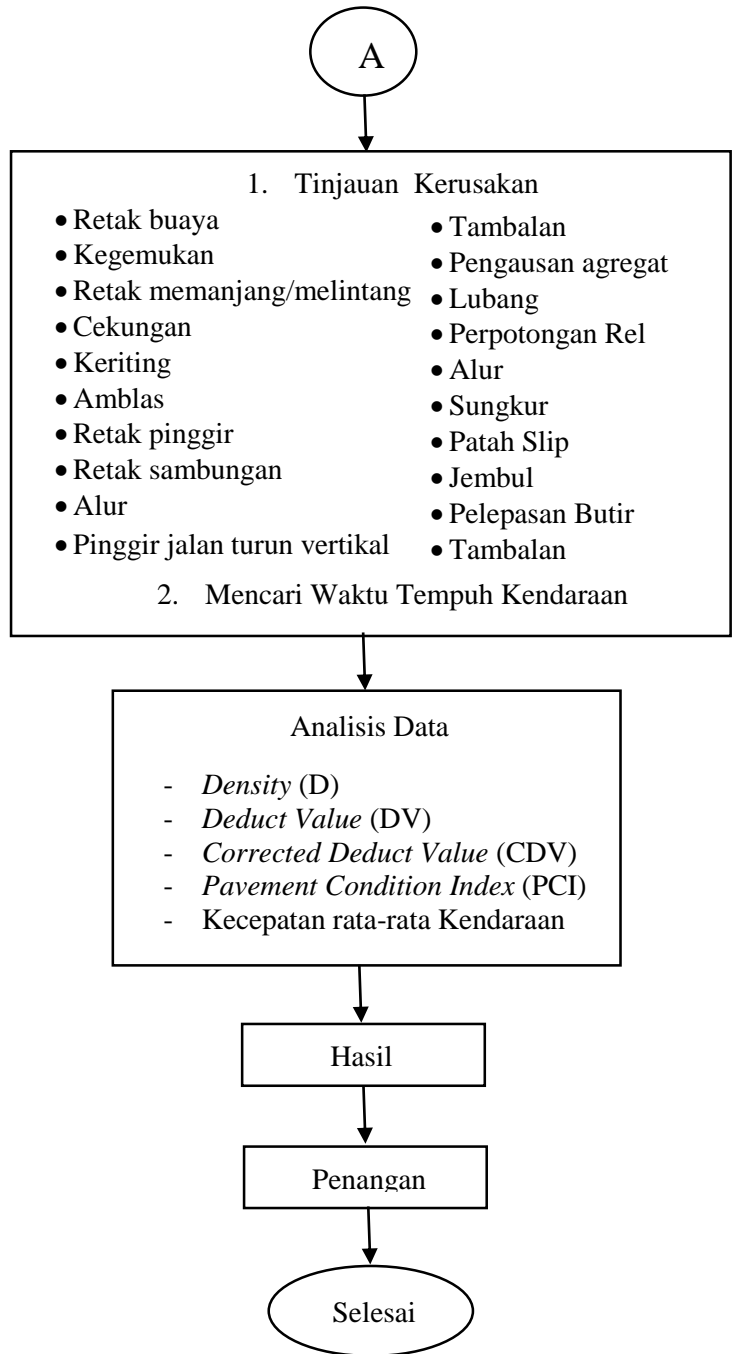 A
1. Tinjauan Kerusakan
• Retak buaya
• Kegemukan
• Retak memanjang/melintang
• Cekungan
• Keriting
• Amblas
• Retak pinggir
• Retak sambungan
• Alur
• Pinggir jalan turun vertikal
• Tambalan
• Pengausan agregat
• Lubang
• Perpotongan Rel
• Alur
• Sungkur
• Patah Slip
• Jembul
• Pelepasan Butir
• Tambalan
2. Mencari Waktu Tempuh Kendaraan
Analisis Data
- Density (D)
- Deduct Value (DV)
- Corrected Deduct Value (CDV)
- Pavement Condition Index (PCI)
- Kecepatan rata-rata Kendaraan
Hasil
Penangan
Selesai